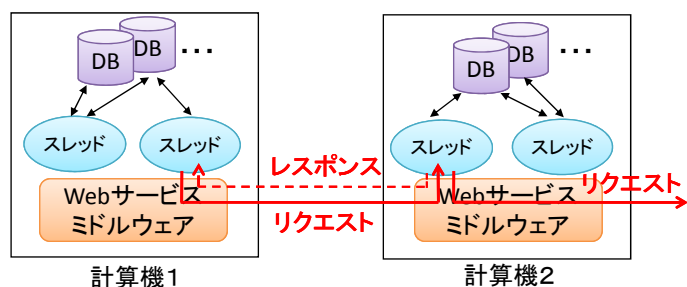 DB
DB
・・・
スレッド
スレッド
Webサービス
ミドルウェア
計算機1
レスポンス
リクエスト
DB
DB
・・・
スレッド
スレッド
Webサービス
ミドルウェア
リクエスト
計算機2